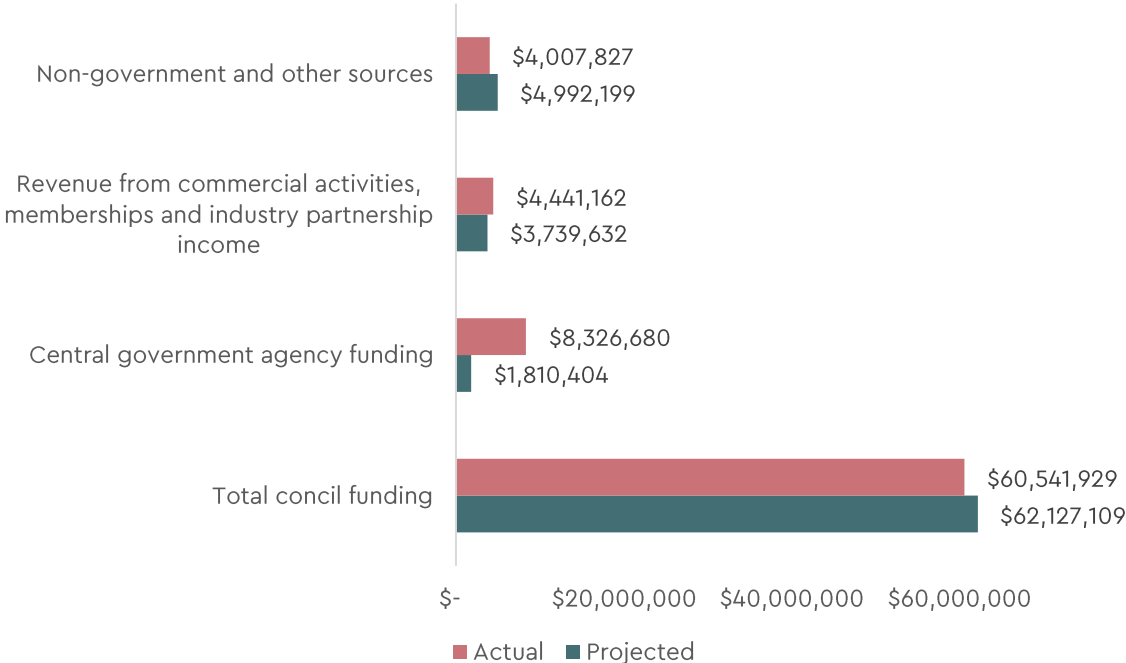 Non-government and other sources
$4,007,827
$4,992,199
Revenue from commercial activities,
memberships and industry partnership
income
$4,441,162
$3,739,632
Central government agency funding
$8,326,680
$1,810,404
Total concil funding
$60,541,929
$62,127,109
$- $20,000,000 $40,000,000 $60,000,000
Actual Projected